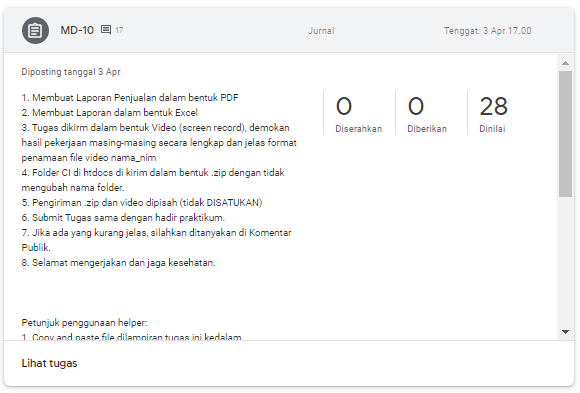 MD-10 17 Jurnal Tenggat: 3 Apr 17.00
Diposting tanggal 3 Apr
1. Membuat Laporan Penjualan dalam bentuk PDF
2. Membuat Laporan dalam bentuk Excel
3. Tugas dikirm dalam bentuk Video (screen record), demokan
hasil pekerjaan masing-masing secara lengkap dan jelas format
penamaan file video nama_nim
4. Folder CI di htdocs di kirim dalam bentuk .zip dengan tidak
mengubah nama folder.
5. Pengiriman .zip dan video dipisah (tidak DISATUKAN)
6. Submit Tugas sama dengan hadir praktikum.
7. Jika ada yang kurang jelas, silahkan ditanyakan di Komentar
Publik.
8. Selamat mengerjakan dan jaga kesehatan.
0 0 28
Diserahkan Diberikan Dinilai
Petunjuk penggunaan helper:
1. Copy and paste file dilampiran tugas ini kedalam
Lihat tugas